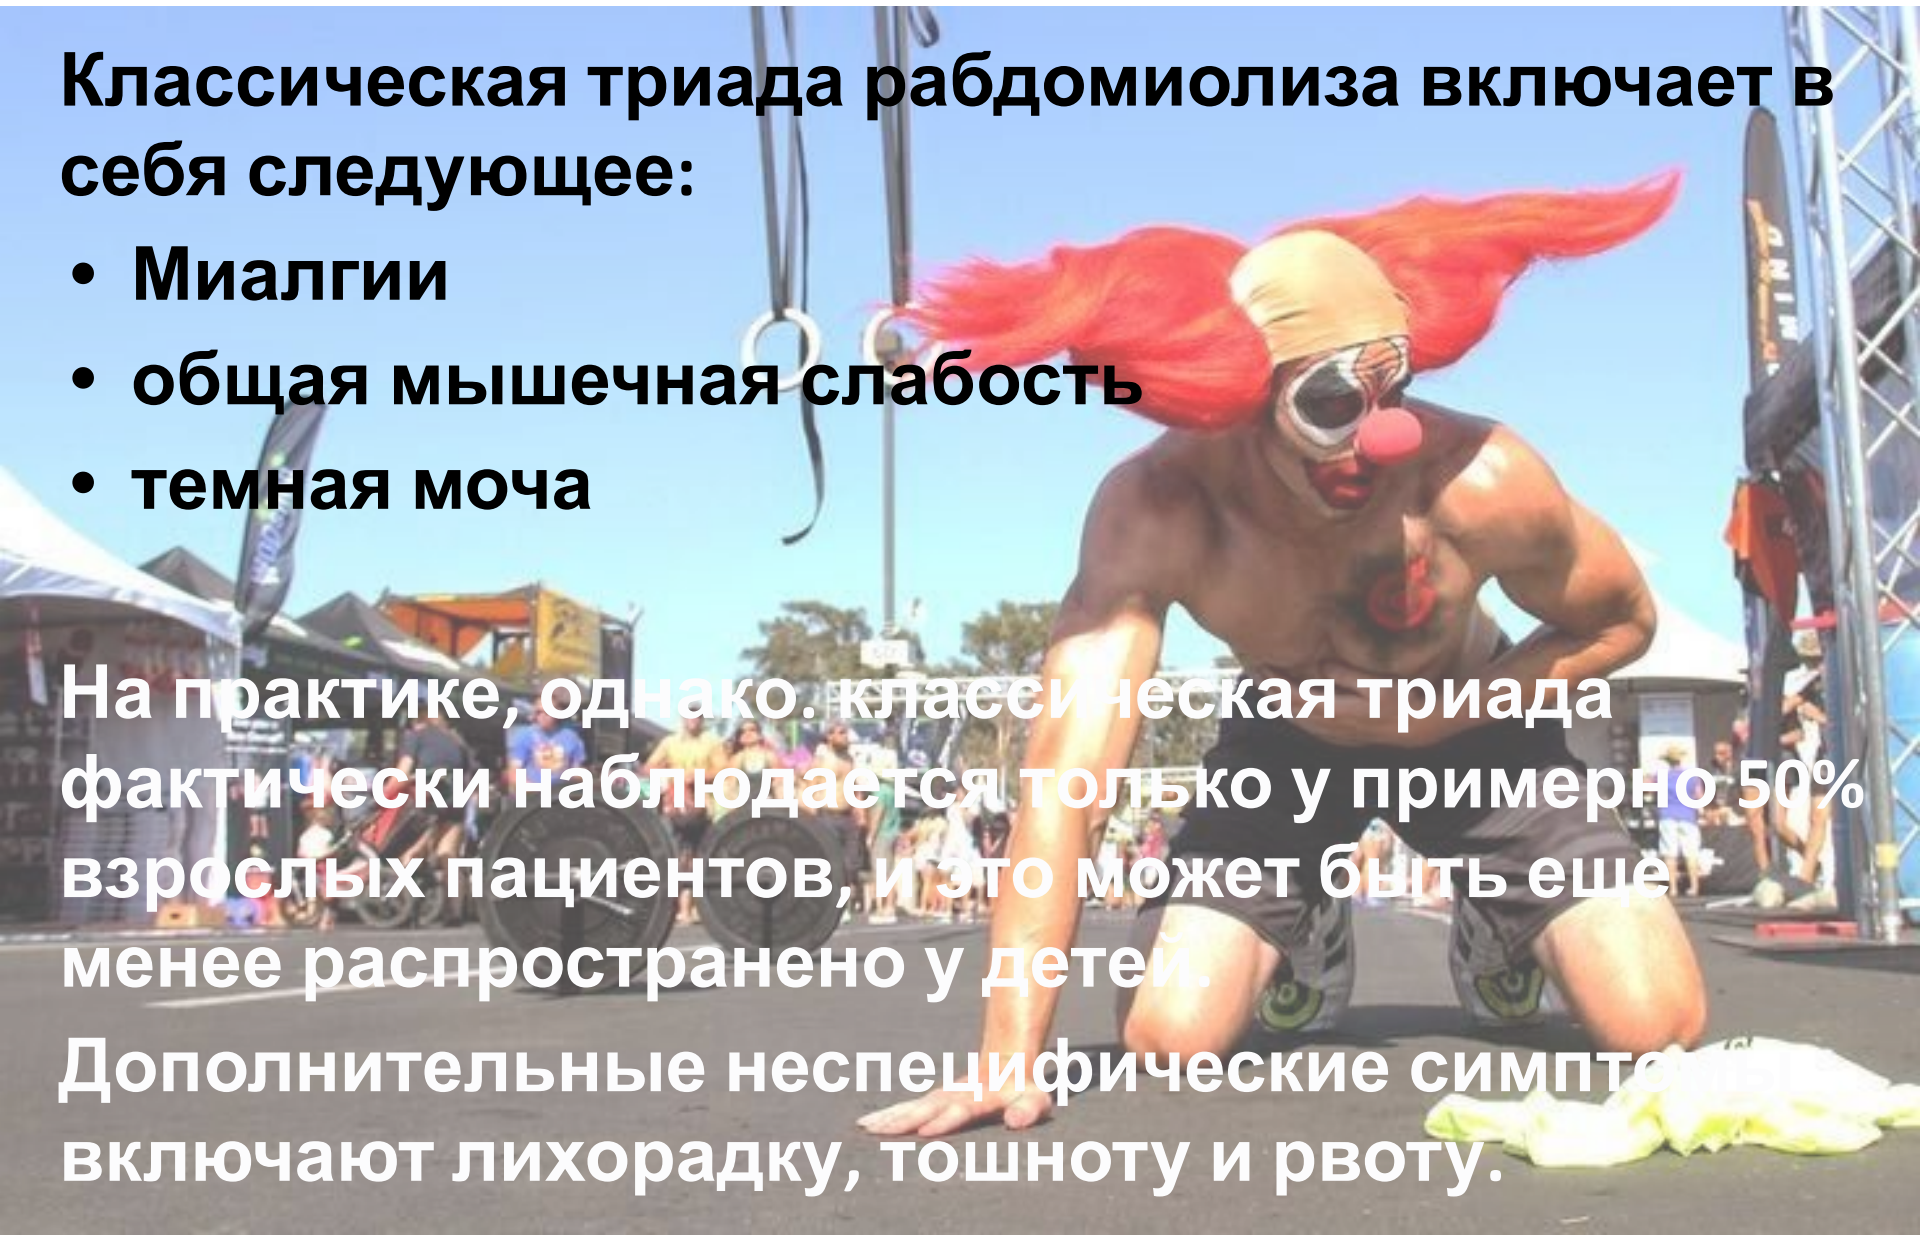 Классическая триада рабдомиолиза включает в
себя следующее:
• Миалгии
• общая мышечная слабость
• темная моча
На практике, однако. классическая триада
фактически наблюдается только у примерно 50%
взрослых пациентов, и это может быть еще
менее распространено у детей.
Дополнительные неспецифические симптомы
включают лихорадку, тошноту и рвоту.